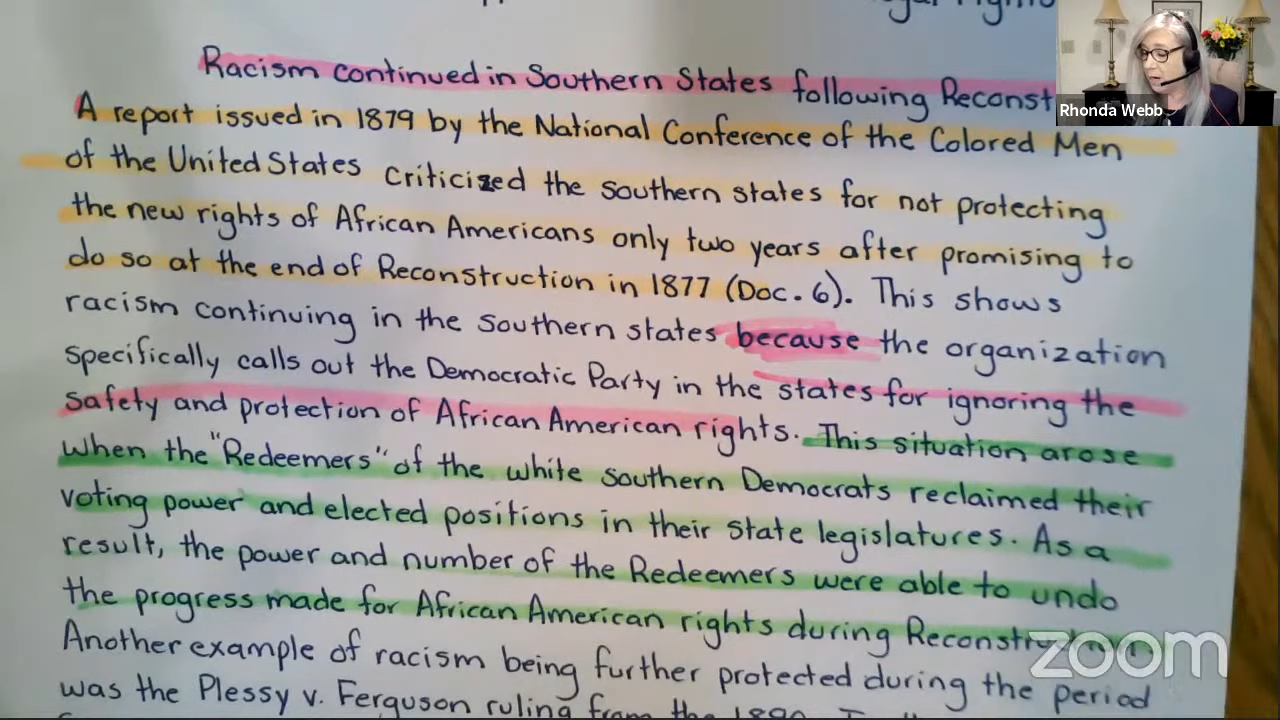 Racism continued in Southern States following Reconst
A report issued in 1879 by the National Conference of the Colored Men
of the United States criticized the southern states for not protecting
the new rights of African Americans only two years after promising to
do so at the end of Reconstruction in 1877 (Doc. 6). This shows
racism continuing in the southern states because the organization
specifically calls out the Democratic Party in the states for ignoring the
safety and protection of African American rights. This situation arose
when the "Redeemers" of the white southern Democrats reclaimed their
voting power and elected positions in their state legislatures. As a
result, the power and number of the Redeemers were able to undo
the progress made for African American rights during Reconstruction
Another example of racism being further protected during the period
was the Plessy v. Ferguson ruling from the 1890
Rhonda Webb
zoom